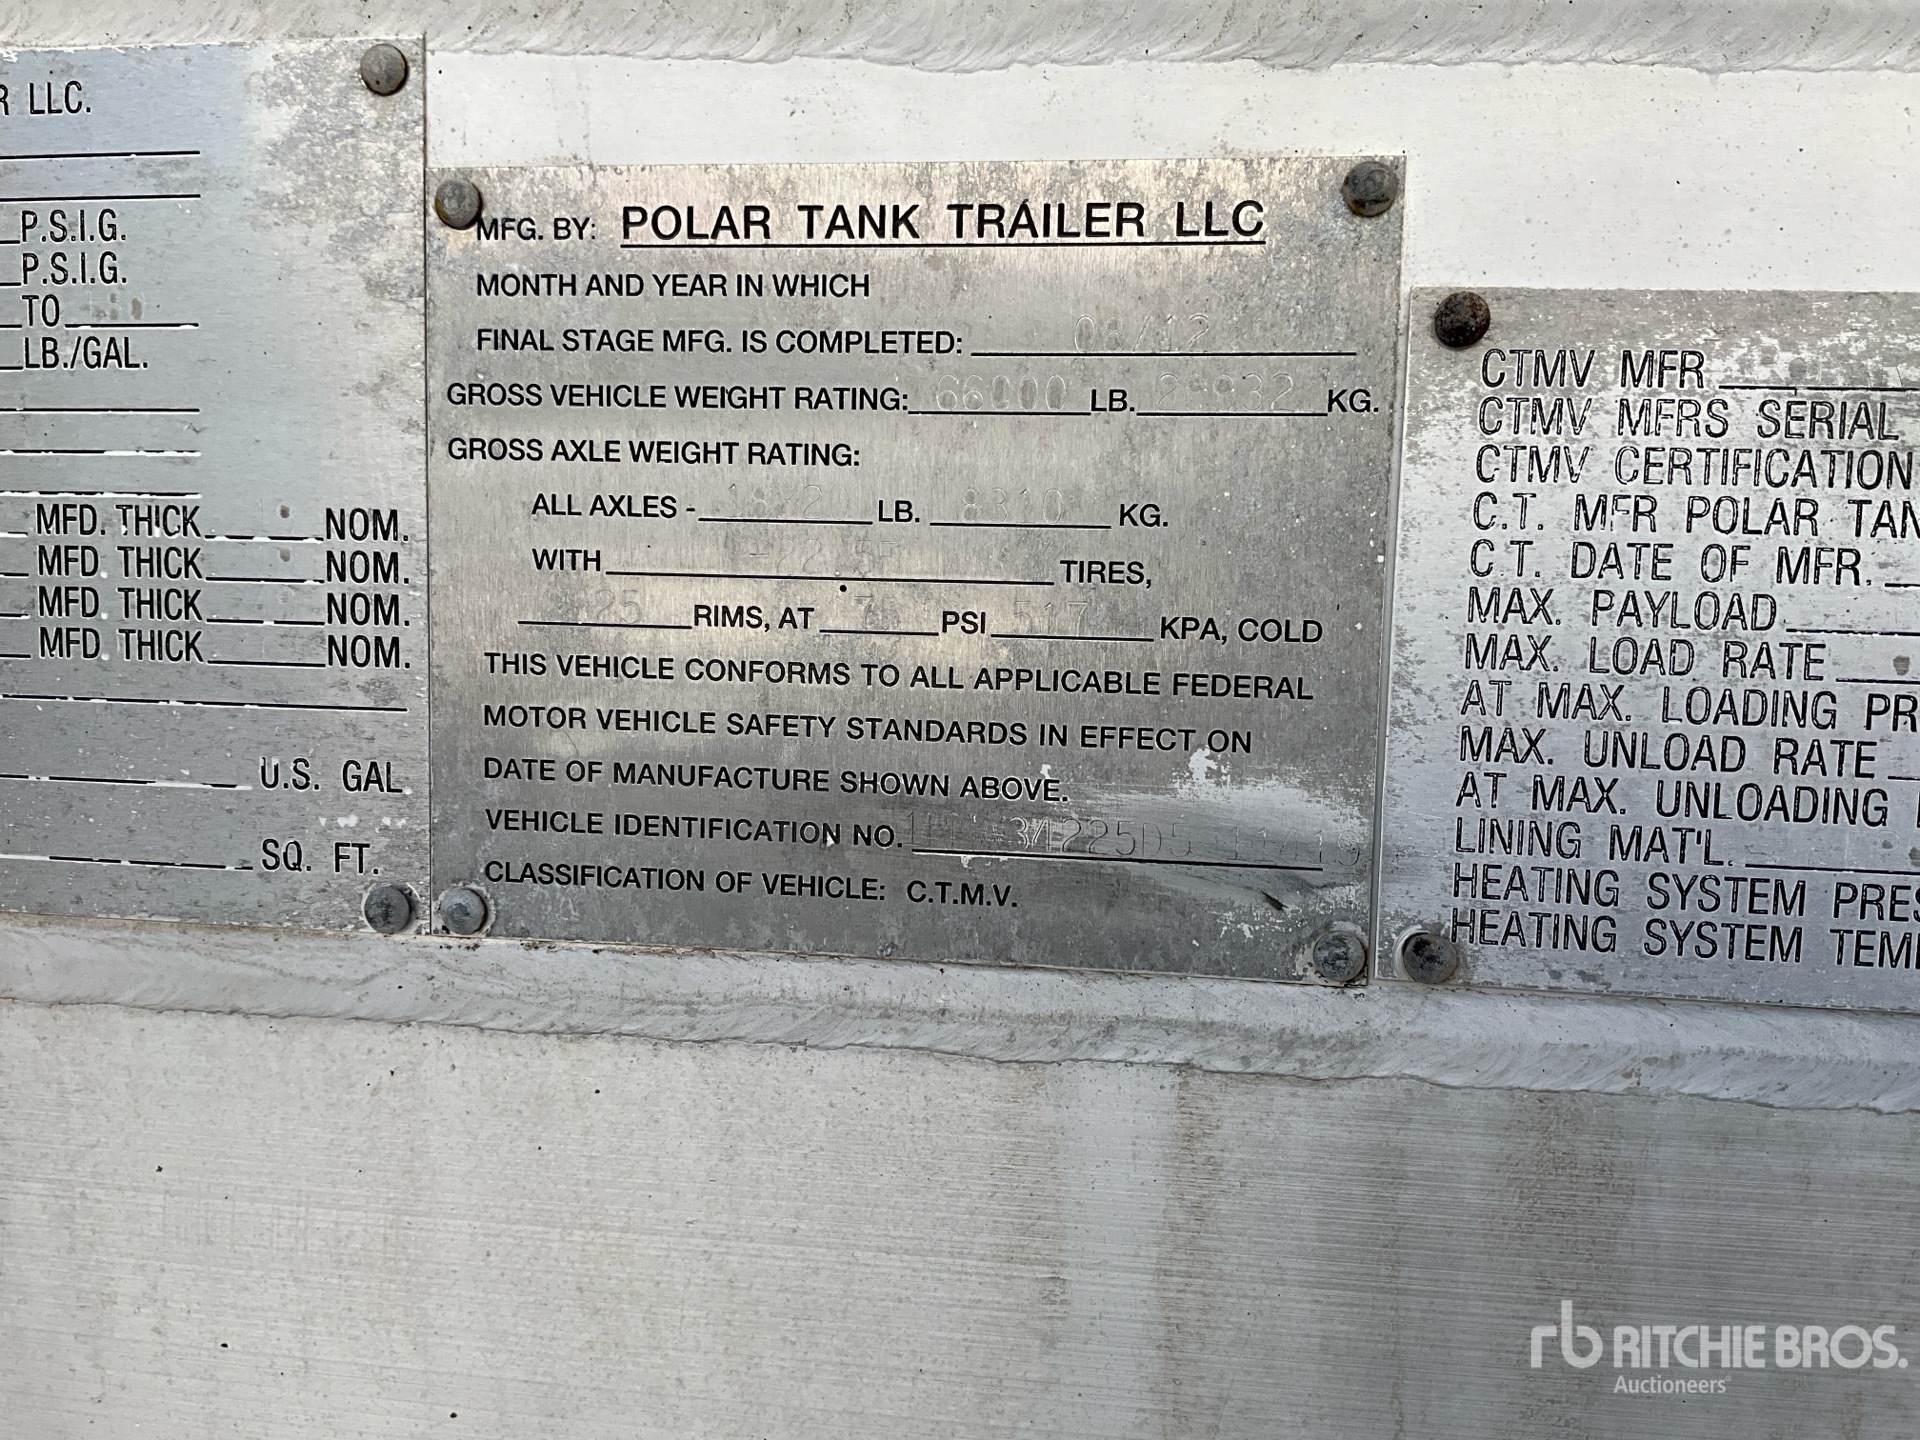 R LLC.
P.S.I.G.
P.S.I.G.
TO
LB./GAL.
MFD. THICK NOM.
MFD. THICK NOM.
MFD. THICK NOM.
MFD. THICK NOM.
U.S. GAL.
SQ. FT.
MFG. BY: POLAR TANK TRAILER LLC
MONTH AND YEAR IN WHICH
FINAL STAGE MFG. IS COMPLETED: 08/12
GROSS VEHICLE WEIGHT RATING: 66000 LB. 29932 KG.
GROSS AXLE WEIGHT RATING:
ALL AXLES - LB. 8310 KG.
WITH TIRES,
RIMS, AT PSI 517 KPA, COLD
THIS VEHICLE CONFORMS TO ALL APPLICABLE FEDERAL
MOTOR VEHICLE SAFETY STANDARDS IN EFFECT ON
DATE OF MANUFACTURE SHOWN ABOVE.
VEHICLE IDENTIFICATION NO.
CLASSIFICATION OF VEHICLE: C.T.M.V.
CTMV MFR
CTMV MFRS SERIAL
CTMV CERTIFICATION
C.T. MFR POLAR TAN
C.T. DATE OF MFR.
MAX. PAYLOAD
MAX. LOAD RATE
AT MAX. LOADING PR
MAX. UNLOAD RATE
AT MAX. UNLOADING
LINING MAT'L.
HEATING SYSTEM PRES
HEATING SYSTEM TEM
rb RITCHIE BROS.
Auctioneers